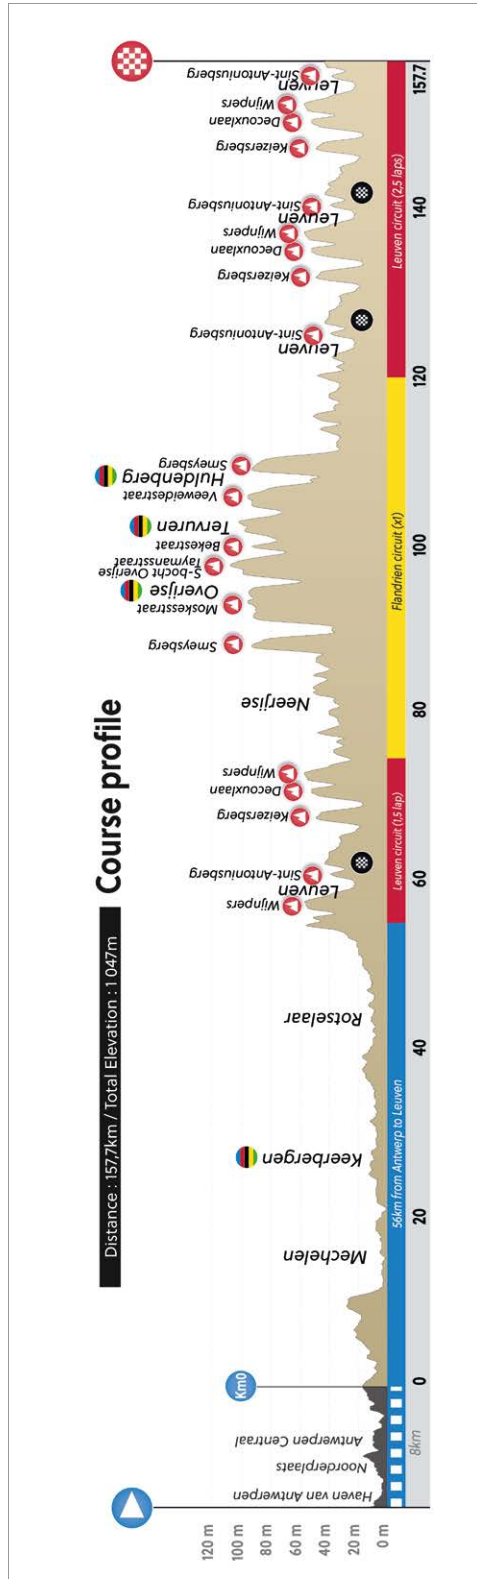 Course profile
Distance : 157,7km / Total Elevation : 1 047m
120 m
100 m
80 m
60 m
40 m
20 m
0 m
Haven van Antwerpen
Noorderplaats
Antwerpen Centraal
Km0
Mechelen
Keerbergen
Rotselaar
Wijnpers
Leuven
Sint-Antoniusberg
Keizersberg
Decouxlaan
Wijnpers
Neerijse
Smeysberg
Moskesstraat
Overijse
S-bocht Overijse
Taymansstraat
Bekestraat
Tervuren
Veeweidestraat
Huldenberg
Smeysberg
Leuven
Sint-Antoniusberg
Keizersberg
Decouxlaan
Wijnpers
Leuven
Sint-Antoniusberg
Keizersberg
Decouxlaan
Wijnpers
Leuven
Sint-Antoniusberg
56km from Antwerp to Leuven
Leuven circuit (1,5 lap)
Flandrien circuit (x1)
Leuven circuit (2,5 laps)
8km
0
20
40
60
80
100
120
140
157.7